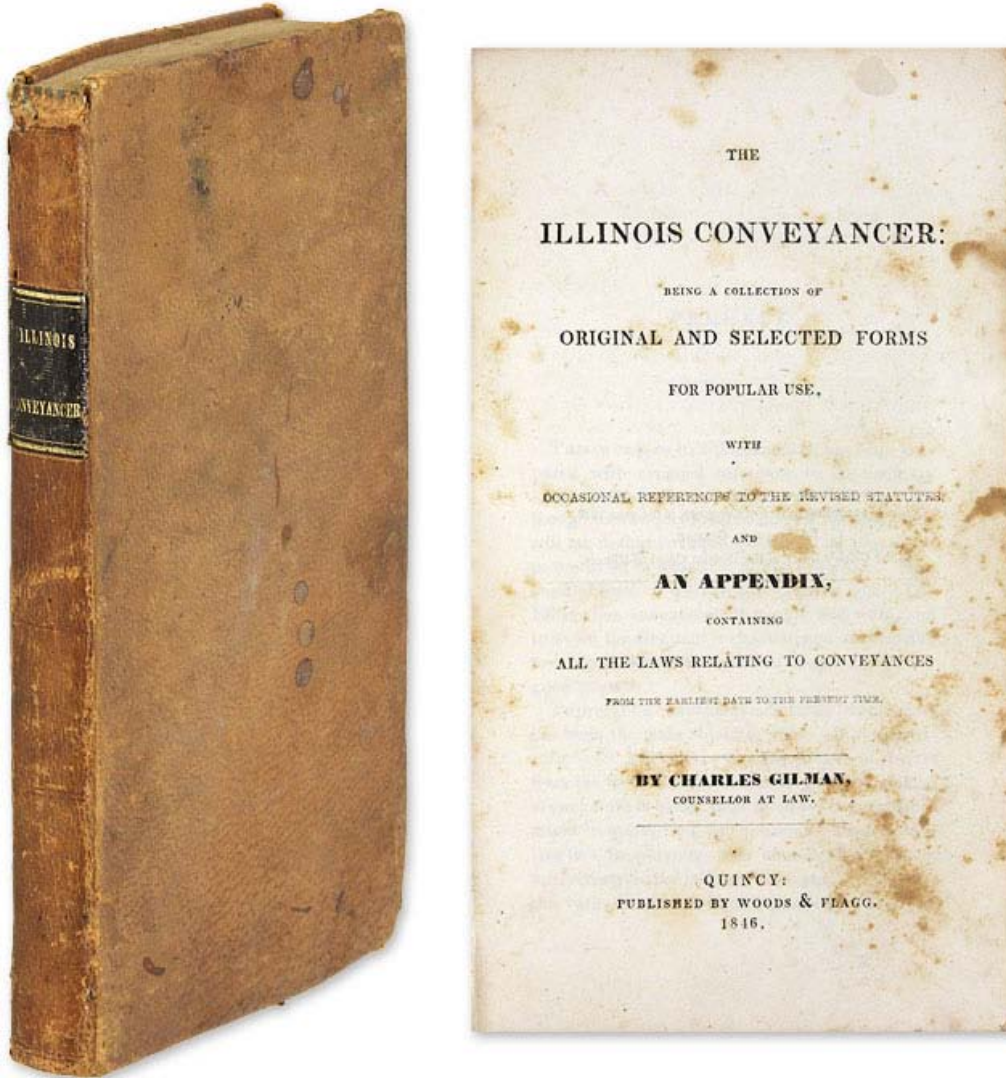 ILLINOIS
CONVEYANCER
THE
ILLINOIS CONVEYANCER:
BEING A COLLECTION OF
ORIGINAL AND SELECTED FORMS
FOR POPULAR USE,
WITH
OCCASIONAL REFERENCES TO THE REVISED STATUTES,
AND
AN APPENDIX,
CONTAINING
ALL THE LAWS RELATING TO CONVEYANCES
FROM THE EARLIEST DATE TO THE PRESENT TIME.
BY CHARLES GILMAN,
COUNSELLOR AT LAW.
QUINCY:
PUBLISHED BY WOODS & FLAGG.
1846.